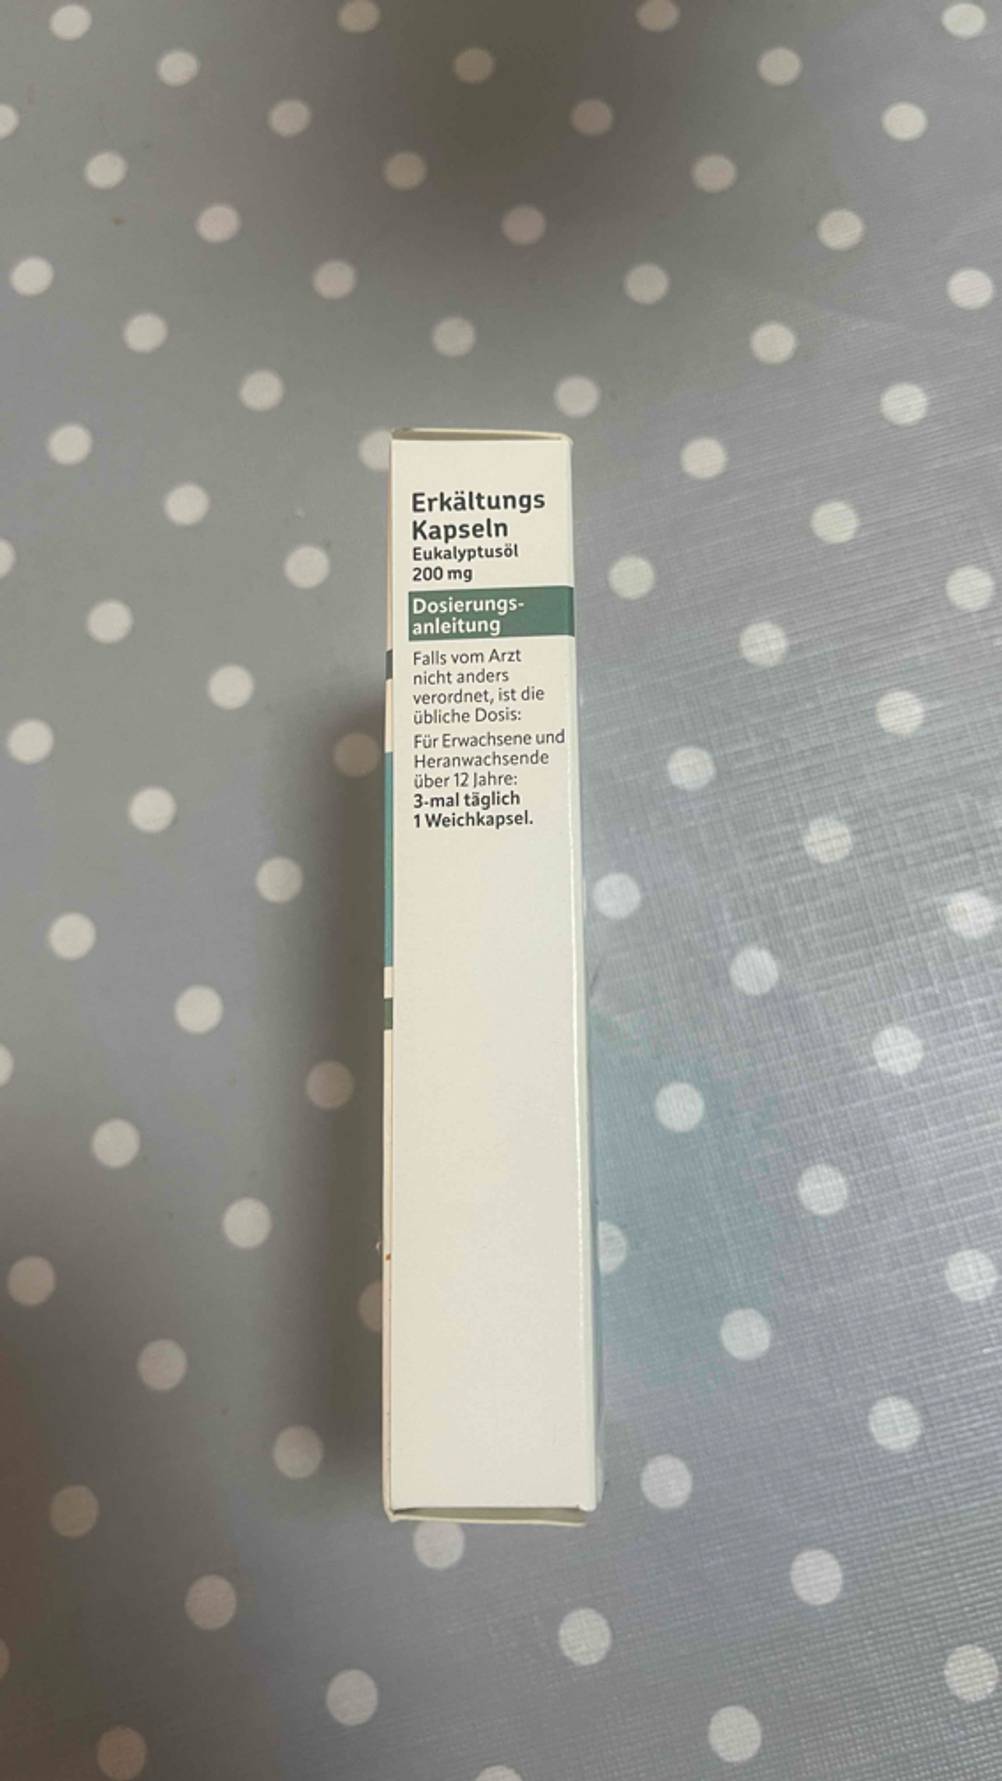 Erkältungs
Kapseln
Eukalyptusöl
200 mg
Dosierungs-
anleitung
Falls vom Arzt
nicht anders
verordnet, ist die
übliche Dosis:
Für Erwachsene und
Heranwachsende
über 12 Jahre:
3-mal täglich
1 Weichkapsel.